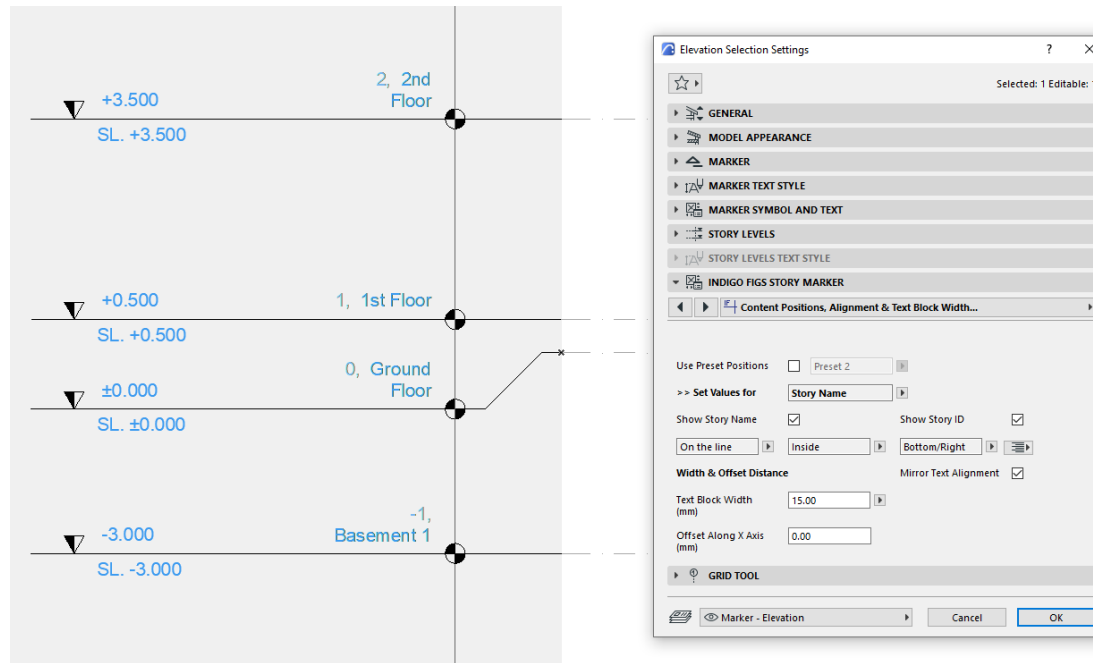 2, 2nd
Floor
+3.500
SL. +3.500
1, 1st Floor
+0.500
SL. +0.500
0, Ground
Floor
±0.000
SL. ±0.000
-1,
Basement 1
-3.000
SL. -3.000
Elevation Selection Settings
?
Selected: 1 Editable:
GENERAL
MODEL APPEARANCE
MARKER
MARKER TEXT STYLE
MARKER SYMBOL AND TEXT
STORY LEVELS
STORY LEVELS TEXT STYLE
INDIGO FIGS STORY MARKER
Content Positions, Alignment & Text Block Width...
Use Preset Positions Preset 2
>> Set Values for Story Name
Show Story Name Show Story ID
On the line Inside Bottom/Right
Width & Offset Distance Mirror Text Alignment
Text Block Width 15.00
(mm)
Offset Along X Axis 0.00
(mm)
GRID TOOL
Marker - Elevation Cancel OK